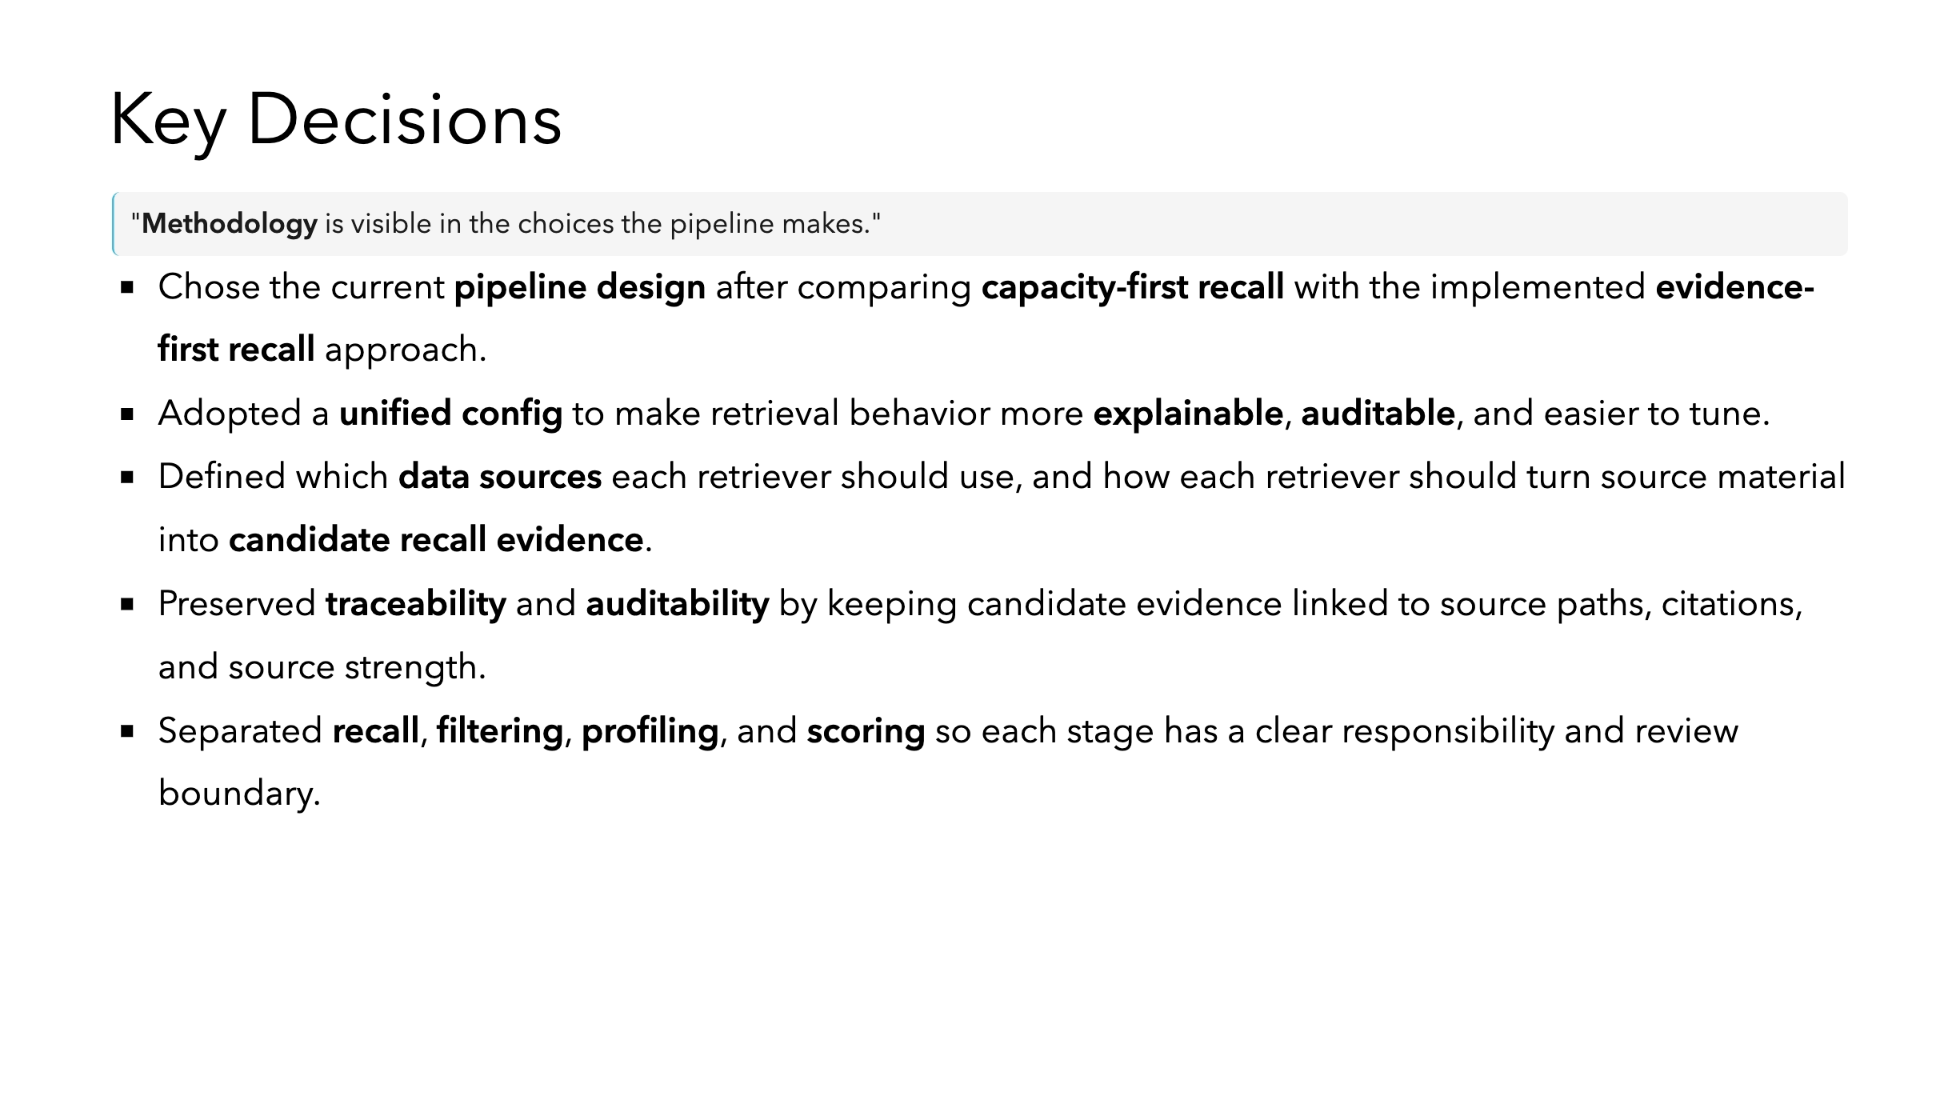 Key Decisions
"Methodology is visible in the choices the pipeline makes."
▪ Chose the current pipeline design after comparing capacity-first recall with the implemented evidence-
first recall approach.
▪ Adopted a unified config to make retrieval behavior more explainable, auditable, and easier to tune.
▪ Defined which data sources each retriever should use, and how each retriever should turn source material
into candidate recall evidence.
▪ Preserved traceability and auditability by keeping candidate evidence linked to source paths, citations,
and source strength.
▪ Separated recall, filtering, profiling, and scoring so each stage has a clear responsibility and review
boundary.